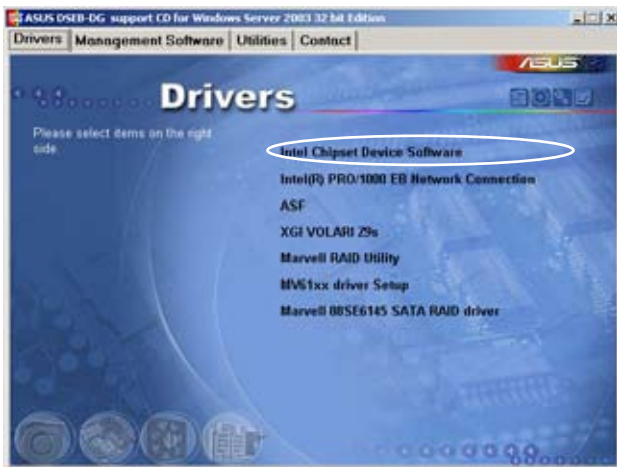 ASUS DSEB-DG support CD for Windows Server 2003 32 bit Edition
Drivers Management Software Utilities Contact
ASUS
Drivers
Please select items on the right
side.
Intel Chipset Device Software
Intel(R) PRO/1000 EB Network Connection
ASF
XGI VOLARI Z9s
Marvell RAID Utility
MV61xx driver Setup
Marvell 88SE6145 SATA RAID driver